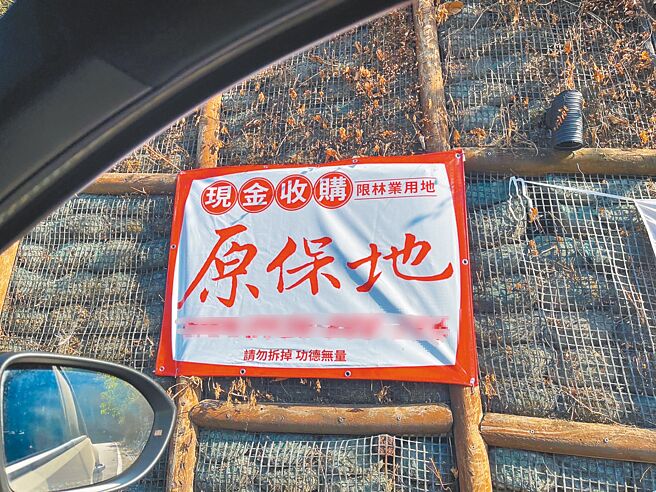 現金收購 限林業用地
原保地
請勿拆掉 功德無量